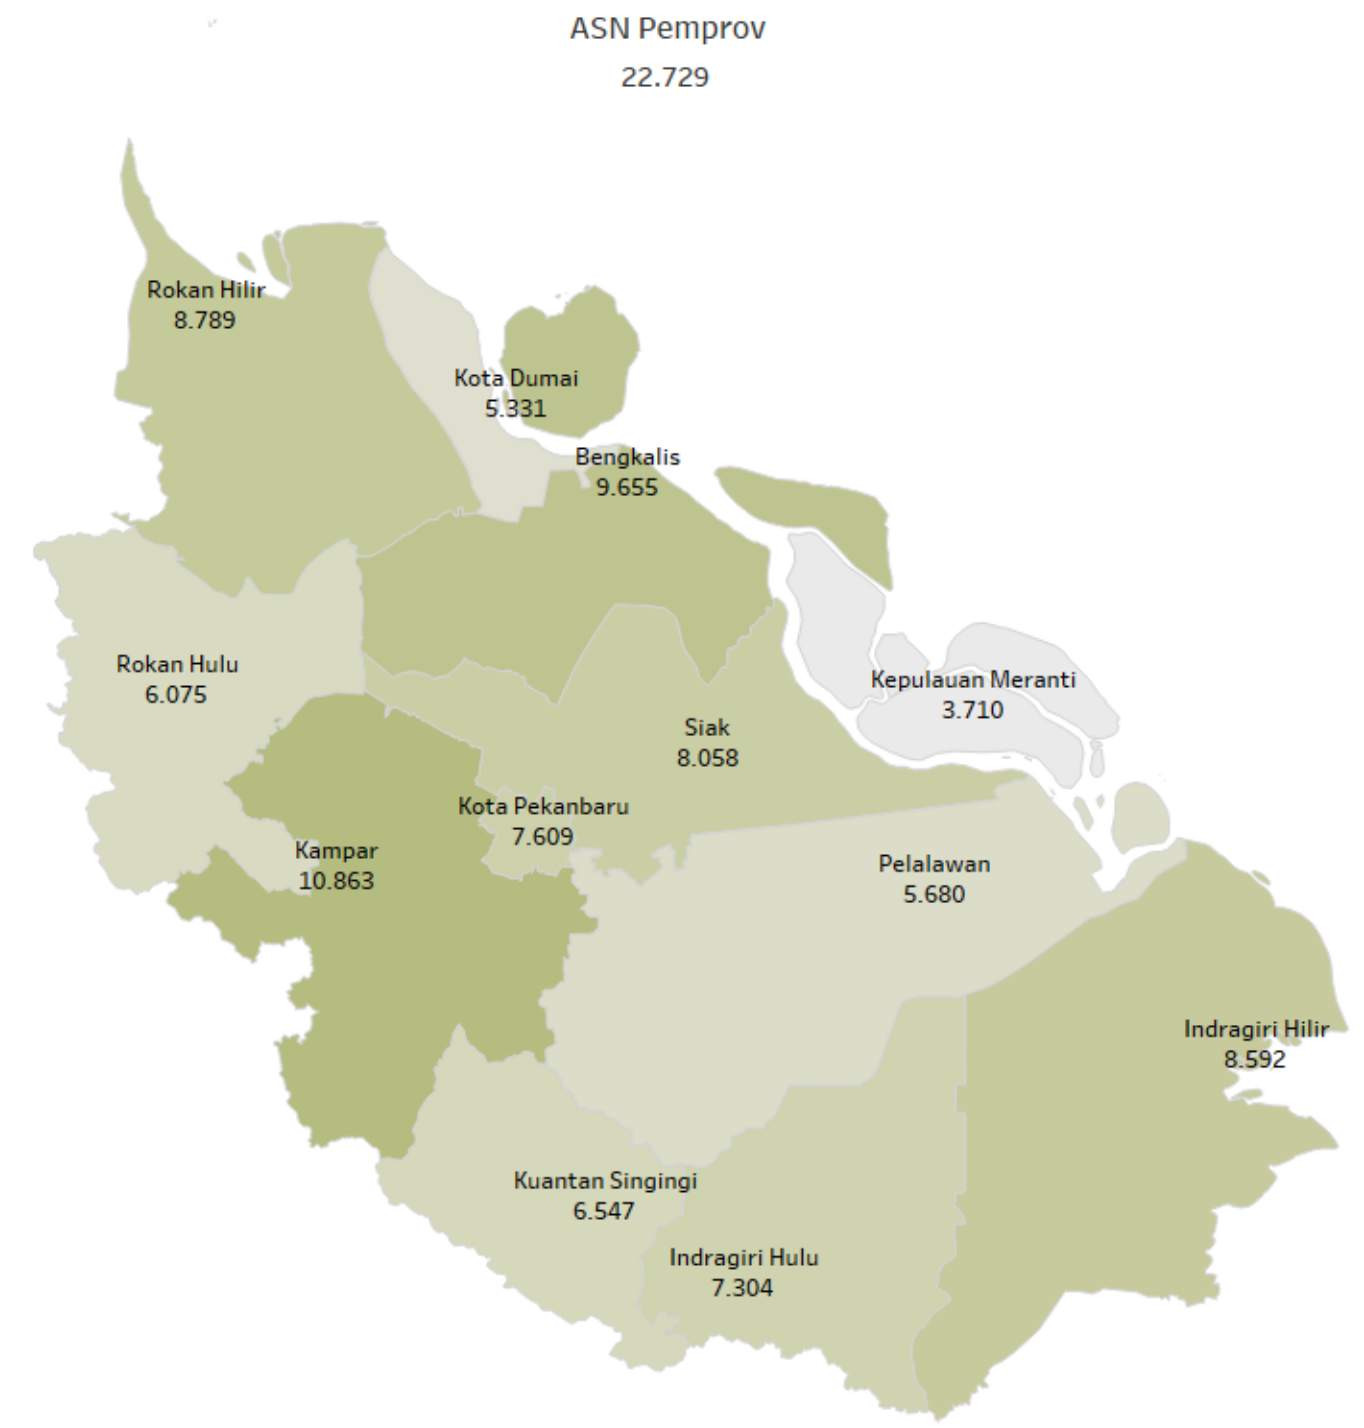 ASN Pemprov
22.729
Rokan Hilir
8.789
Kota Dumai
5.331
Bengkalis
9.655
Rokan Hulu
6.075
Kepulauan Meranti
3.710
Siak
8.058
Kota Pekanbaru
7.609
Kampar
10.863
Pelalawan
5.680
Indragiri Hilir
8.592
Kuantan Singingi
6.547
Indragiri Hulu
7.304